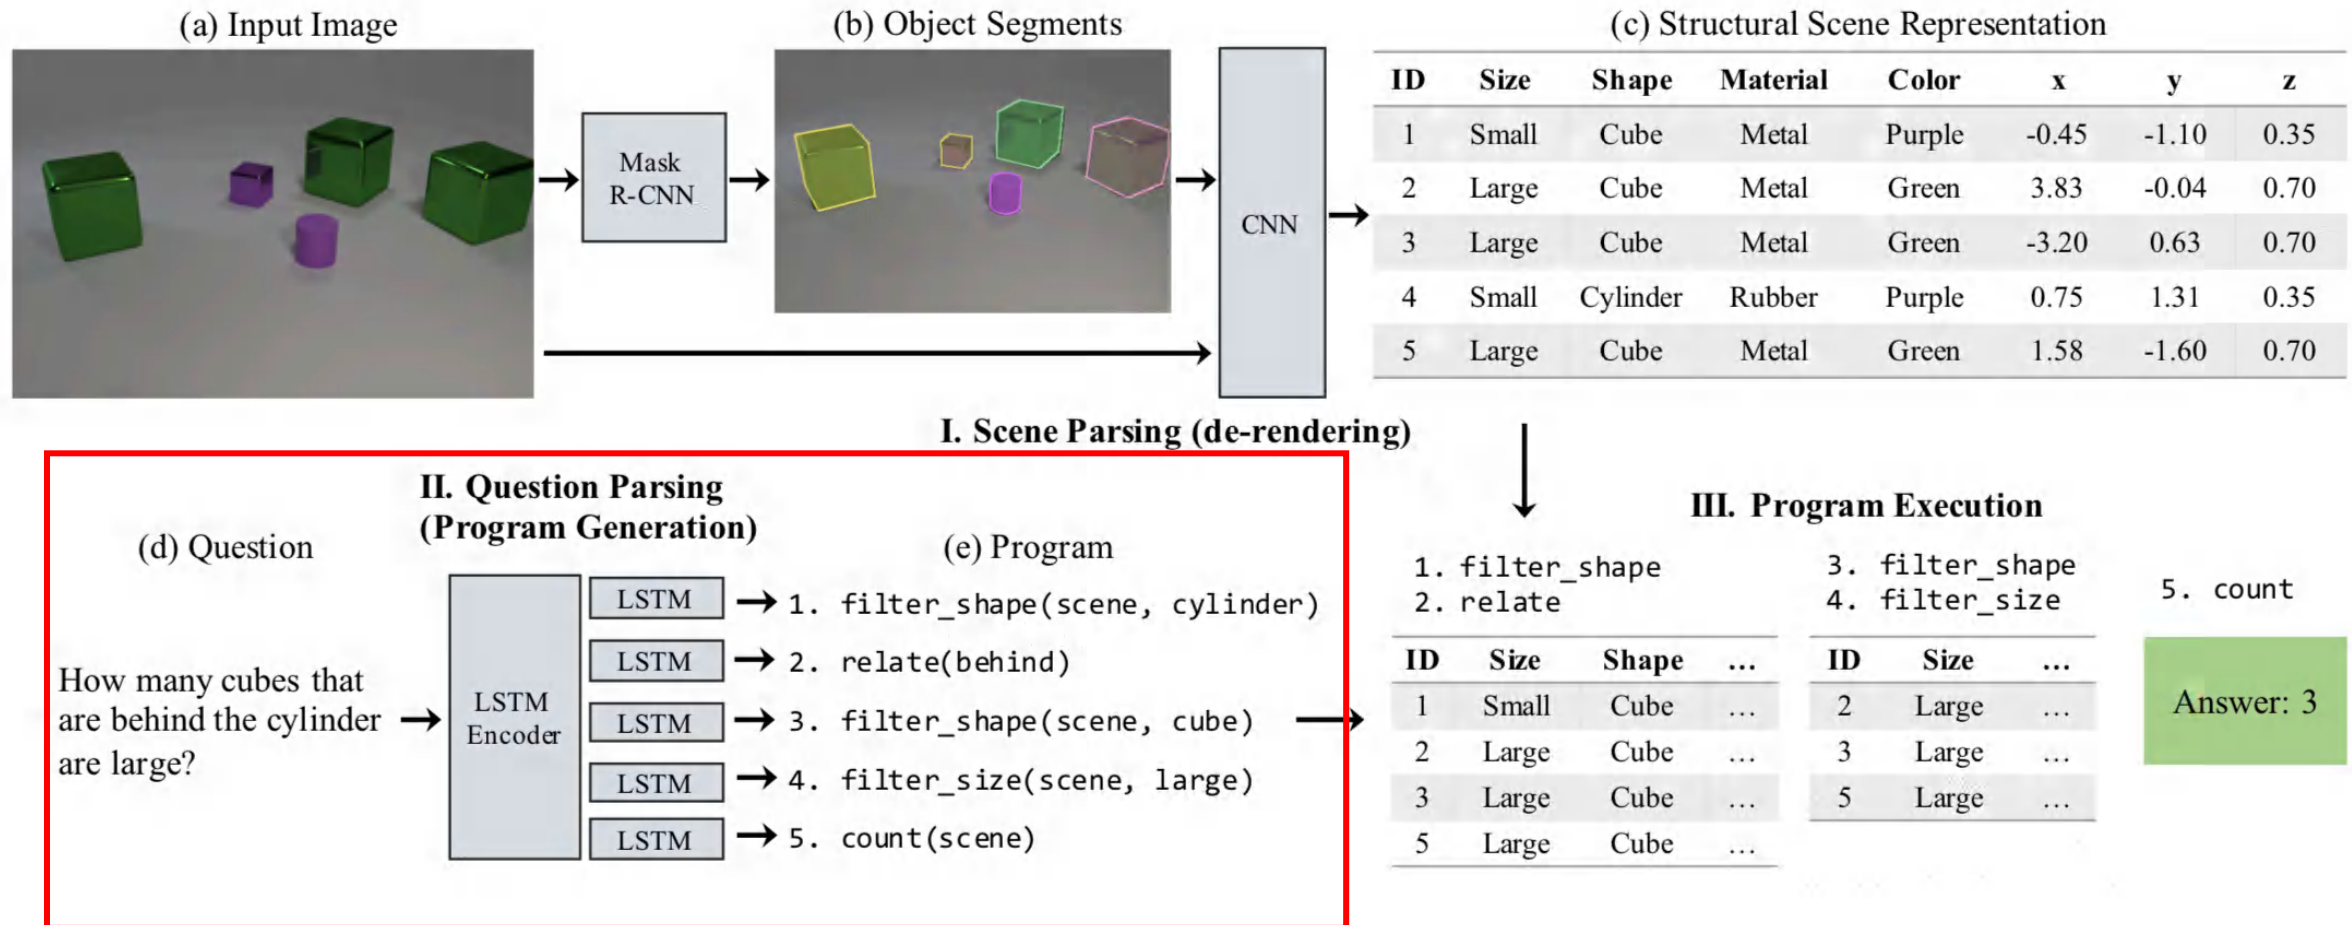 (a) Input Image
(b) Object Segments
(c) Structural Scene Representation
Mask
R-CNN
CNN
ID Size Shape Material Color x y z
1 Small Cube Metal Purple -0.45 -1.10 0.35
2 Large Cube Metal Green 3.83 -0.04 0.70
3 Large Cube Metal Green -3.20 0.63 0.70
4 Small Cylinder Rubber Purple 0.75 1.31 0.35
5 Large Cube Metal Green 1.58 -1.60 0.70
I. Scene Parsing (de-rendering)
II. Question Parsing
(Program Generation)
(d) Question
(e) Program
How many cubes that
are behind the cylinder
are large?
LSTM
Encoder
LSTM
1. filter_shape(scene, cylinder)
LSTM
2. relate(behind)
LSTM
3. filter_shape(scene, cube)
LSTM
4. filter_size(scene, large)
LSTM
5. count(scene)
III. Program Execution
1. filter_shape
2. relate
ID Size Shape ...
1 Small Cube ...
2 Large Cube ...
3 Large Cube ...
5 Large Cube ...
3. filter_shape
4. filter_size
ID Size ...
2 Large ...
3 Large ...
5 Large ...
5. count
Answer: 3